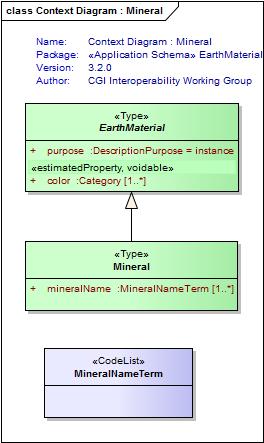 class Context Diagram : Mineral
Name: Context Diagram : Mineral
Package: «Application Schema» EarthMaterial
Version: 3.2.0
Author: CGI Interoperability Working Group
«Type»
EarthMaterial
+ purpose :DescriptionPurpose = instance
«estimatedProperty, voidable»
+ color :Category [1..*]
«Type»
Mineral
+ mineralName :MineralNameTerm [1..*]
«CodeList»
MineralNameTerm